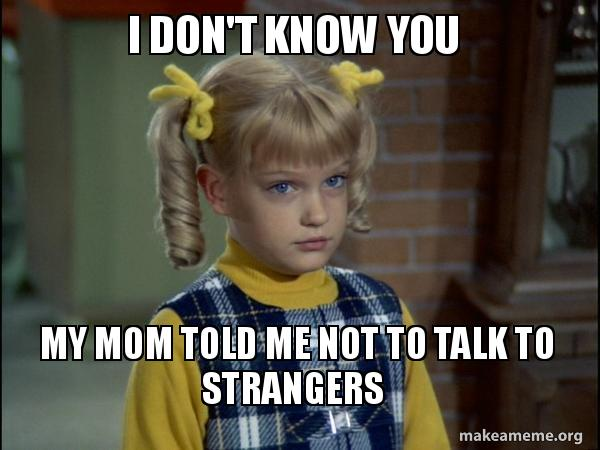 I DON'T KNOW YOU
MY MOM TOLD ME NOT TO TALK TO
STRANGERS
makeameme.org